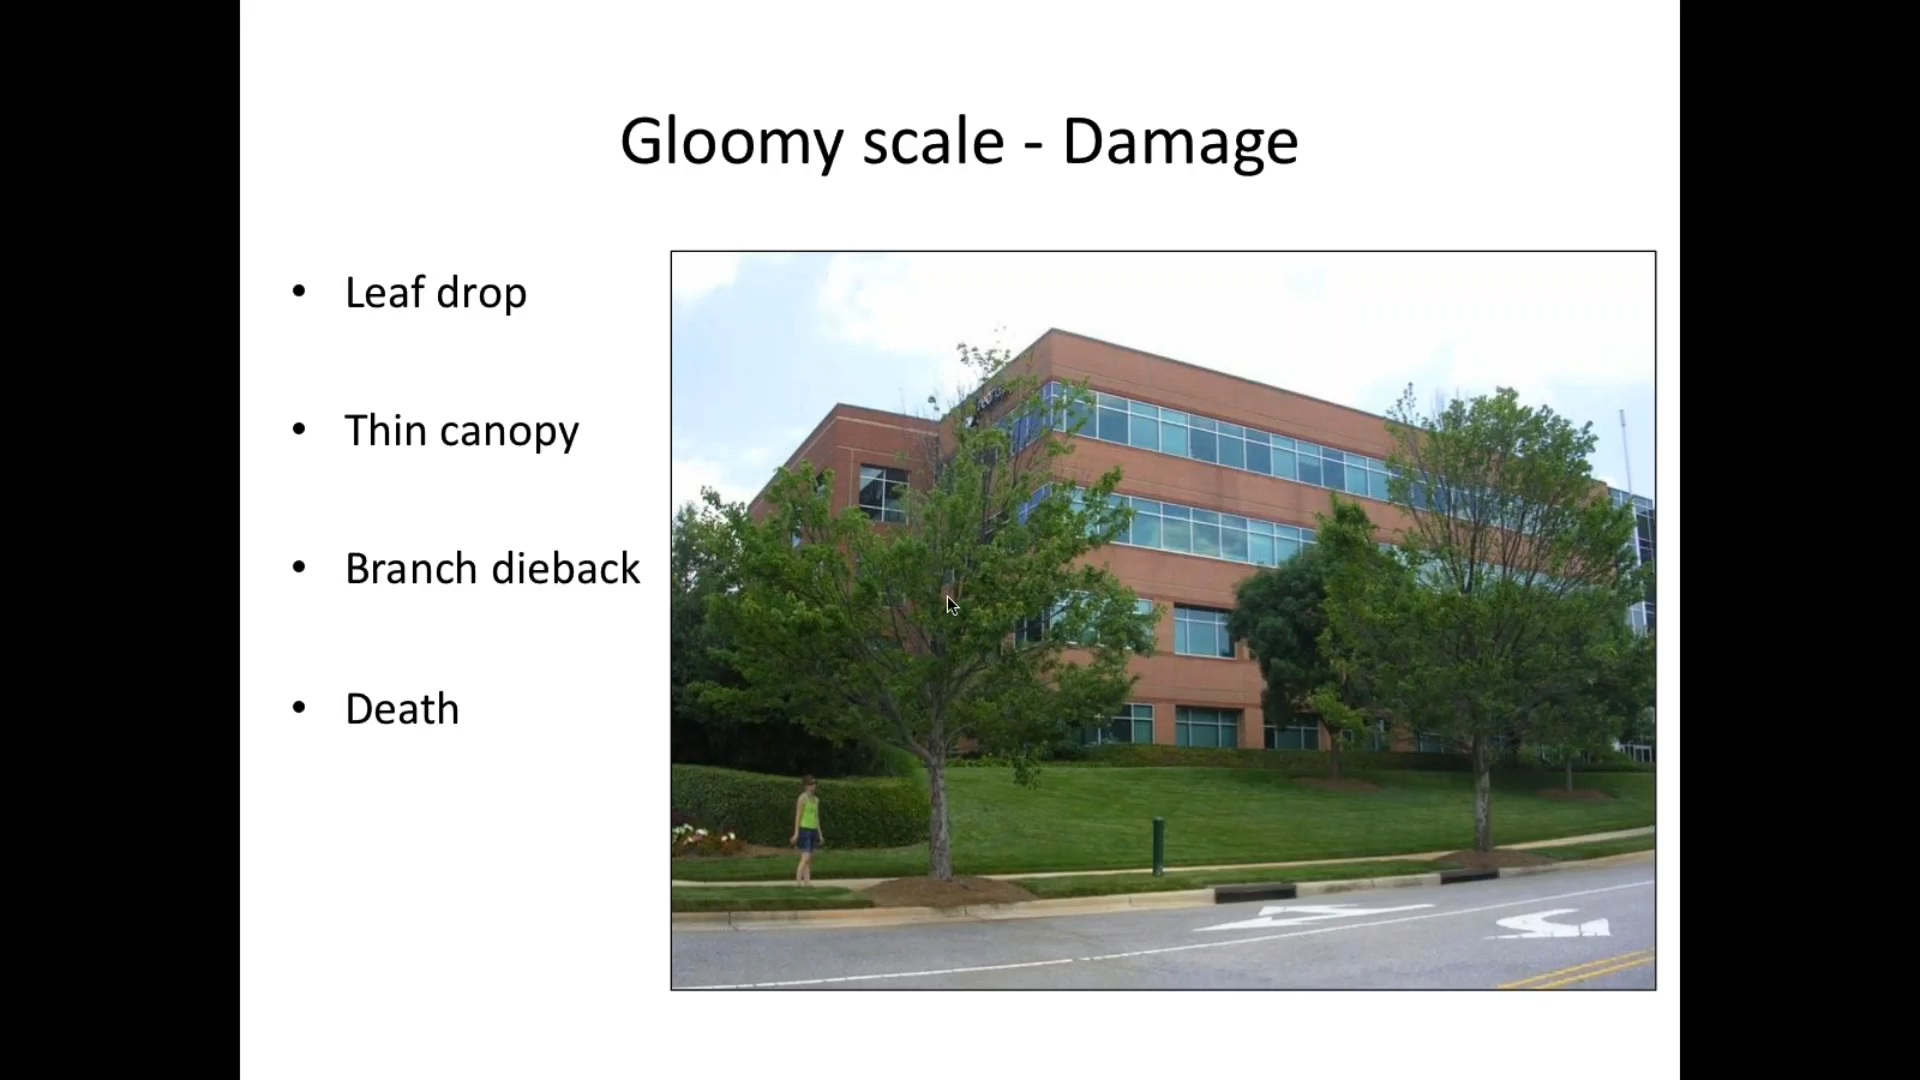 Gloomy scale - Damage
• Leaf drop
• Thin canopy
• Branch dieback
• Death